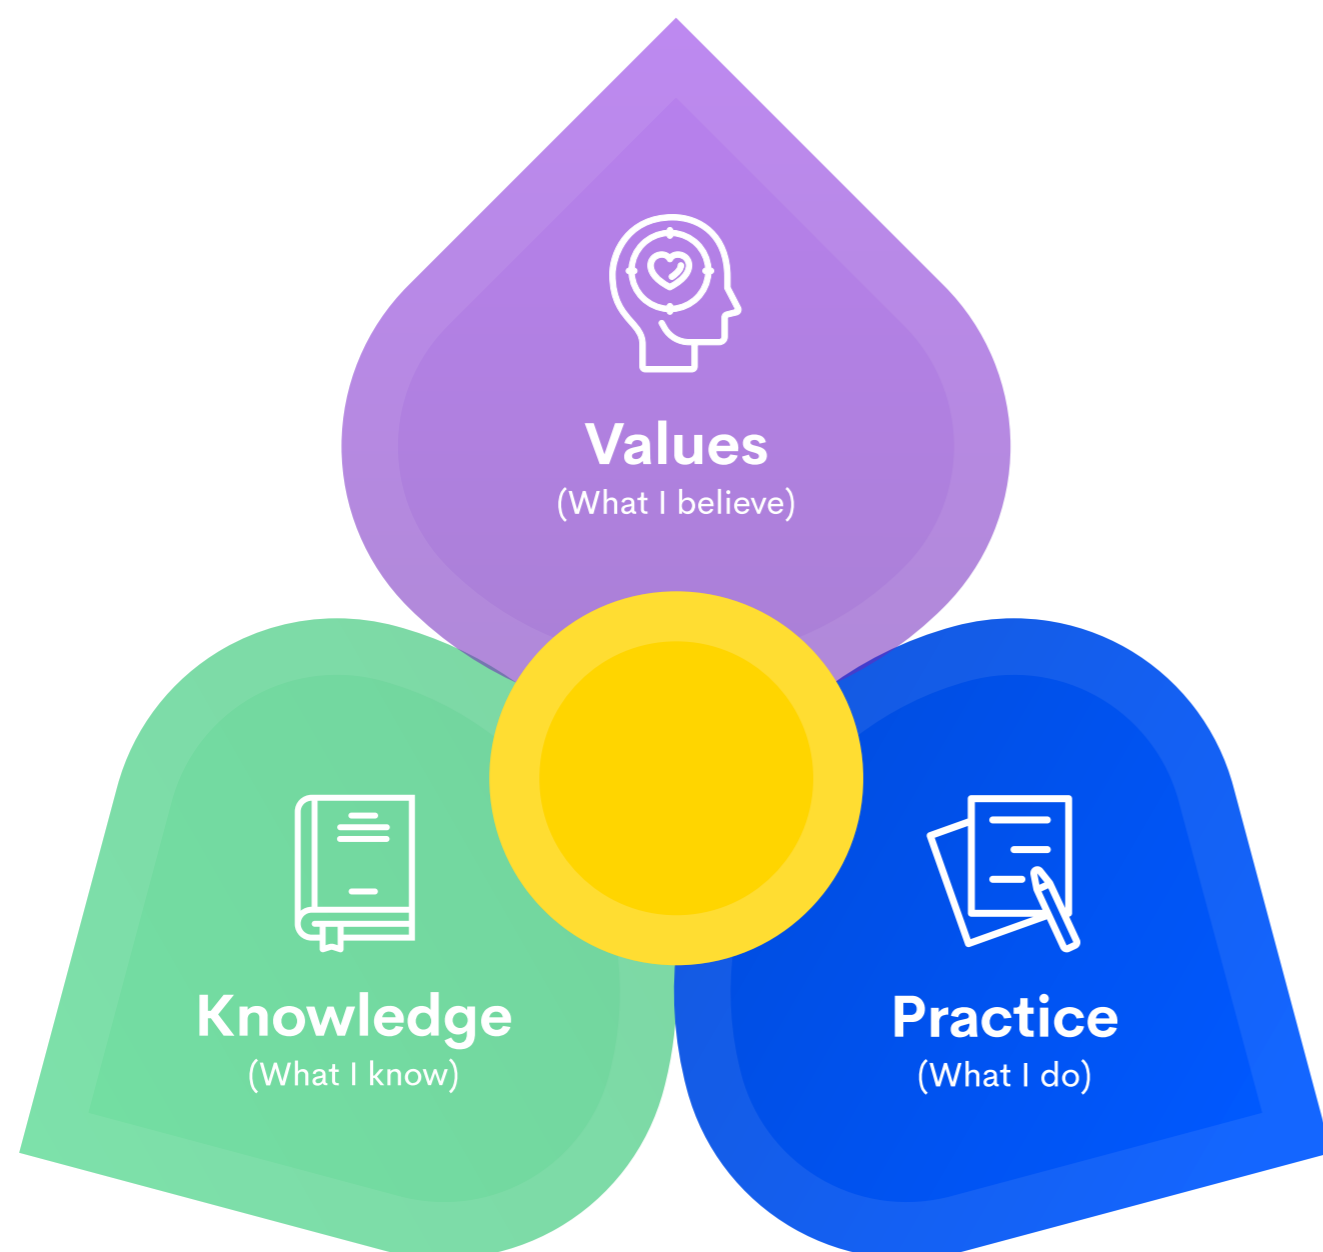 Values
(What I believe)
Knowledge
(What I know)
Practice
(What I do)